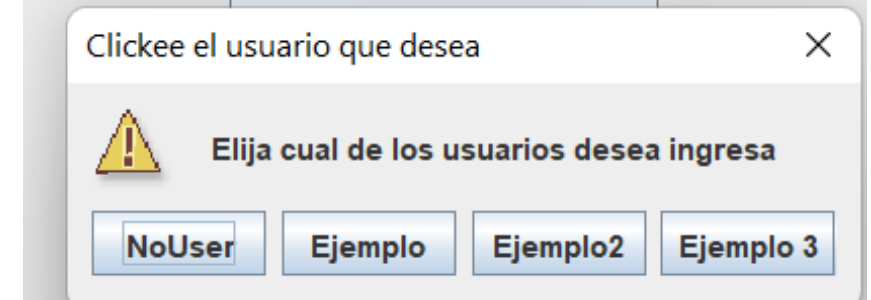 Clickee el usuario que desea
Elija cual de los usuarios desea ingresa
NoUser Ejemplo Ejemplo2 Ejemplo 3